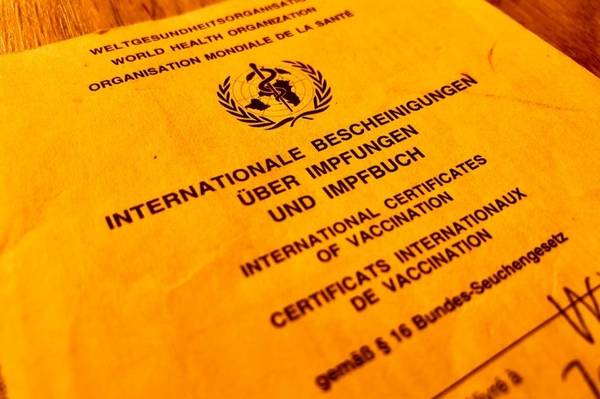 WELTGESUNDHEITSORGANISATION
WORLD HEALTH ORGANIZATION
ORGANISATION MONDIALE DE LA SANTÉ
INTERNATIONALE BESCHEINIGUNGEN
ÜBER IMPFUNGEN
UND IMPFBUCH
INTERNATIONAL CERTIFICATES
OF VACCINATION
CERTIFICATS INTERNATIONAUX
DE VACCINATION
gemäß § 16 Bundes-Seuchengesetz
à